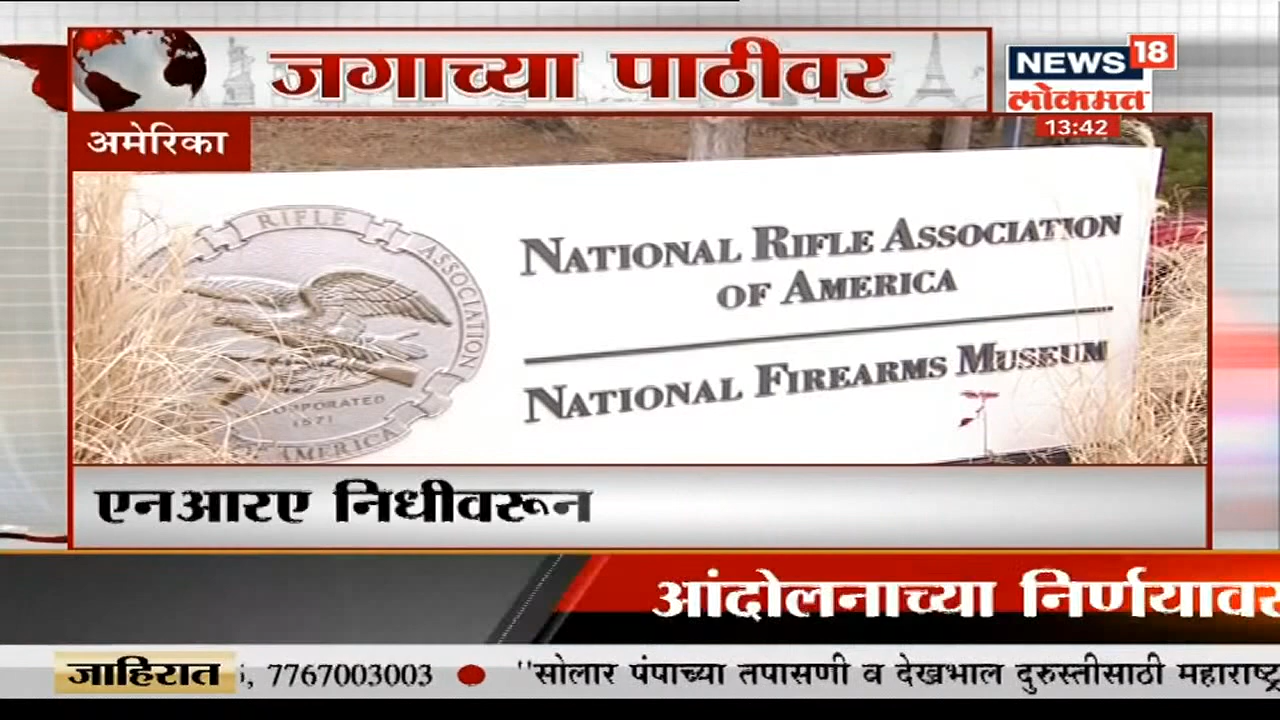 जगाच्या पाठीवर
NEWS 18
लोकमत
13:42
अमेरिका
RIFLE ASSOCIATION
NATIONAL RIFLE ASSOCIATION
OF AMERICA
NATIONAL FIREARMS MUSEUM
1871
OF AMERICA
एनआरए निधीवरून
आंदोलनाच्या निर्णयावर
जाहिरात
, 7767003003 ● "सोलार पंपाच्या तपासणी व देखभाल दुरुस्तीसाठी महाराष्ट्र